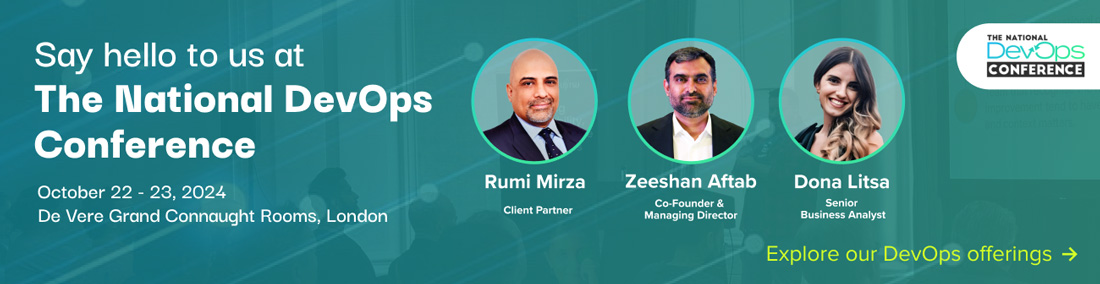 Say hello to us at
The National DevOps
Conference
October 22 - 23, 2024
De Vere Grand Connaught Rooms, London
Rumi Mirza
Client Partner
Zeeshan Aftab
Co-Founder &
Managing Director
Dona Litsa
Senior
Business Analyst
THE NATIONAL
DevOps
CONFERENCE
Explore our DevOps offerings →